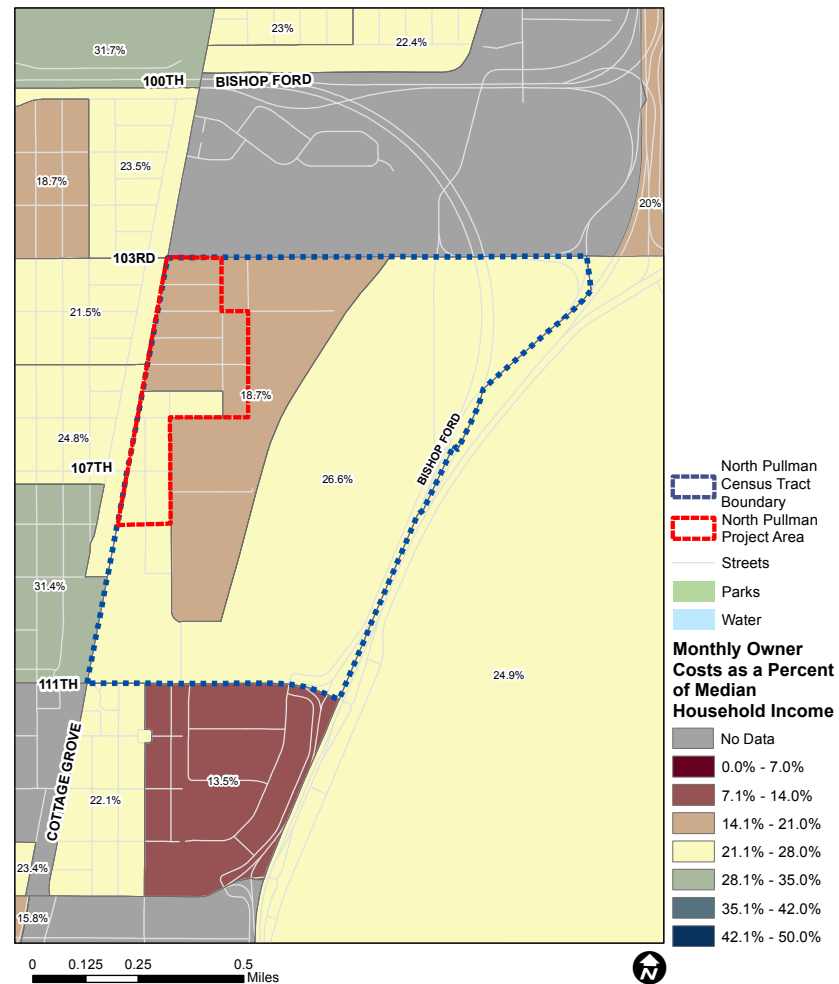 23%
22.4%
31.7%
100TH
BISHOP FORD
23.5%
18.7%
20%
103RD
21.5%
18.7%
24.8%
107TH
26.6%
BISHOP FORD
31.4%
24.9%
111TH
13.5%
22.1%
COTTAGE GROVE
23.4%
15.8%
North Pullman
Census Tract
Boundary
North Pullman
Project Area
Streets
Parks
Water
Monthly Owner
Costs as a Percent
of Median
Household Income
No Data
0.0% - 7.0%
7.1% - 14.0%
14.1% - 21.0%
21.1% - 28.0%
28.1% - 35.0%
35.1% - 42.0%
42.1% - 50.0%
0 0.125 0.25 0.5
Miles
N